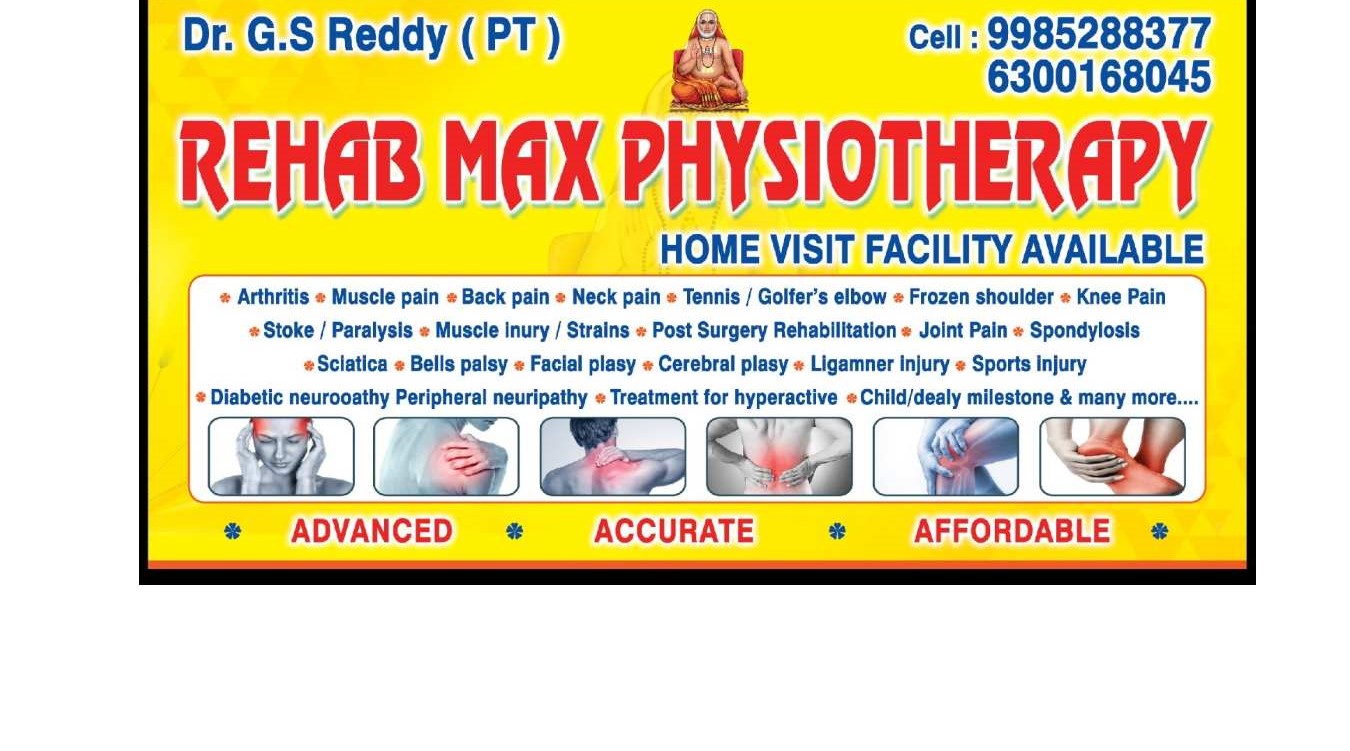 Dr. G.S Reddy ( PT )
Cell : 9985288377
6300168045
REHAB MAX PHYSIOTHERAPY
HOME VISIT FACILITY AVAILABLE
* Arthritis * Muscle pain * Back pain * Neck pain * Tennis / Golfer's elbow * Frozen shoulder * Knee Pain
* Stoke / Paralysis * Muscle inury / Strains * Post Surgery Rehabilitation * Joint Pain * Spondylosis
* Sciatica * Bells palsy * Facial plasy * Cerebral plasy * Ligamner injury * Sports injury
* Diabetic neurooathy Peripheral neuripathy * Treatment for hyperactive * Child/dealy milestone & many more....
* ADVANCED * ACCURATE * AFFORDABLE *